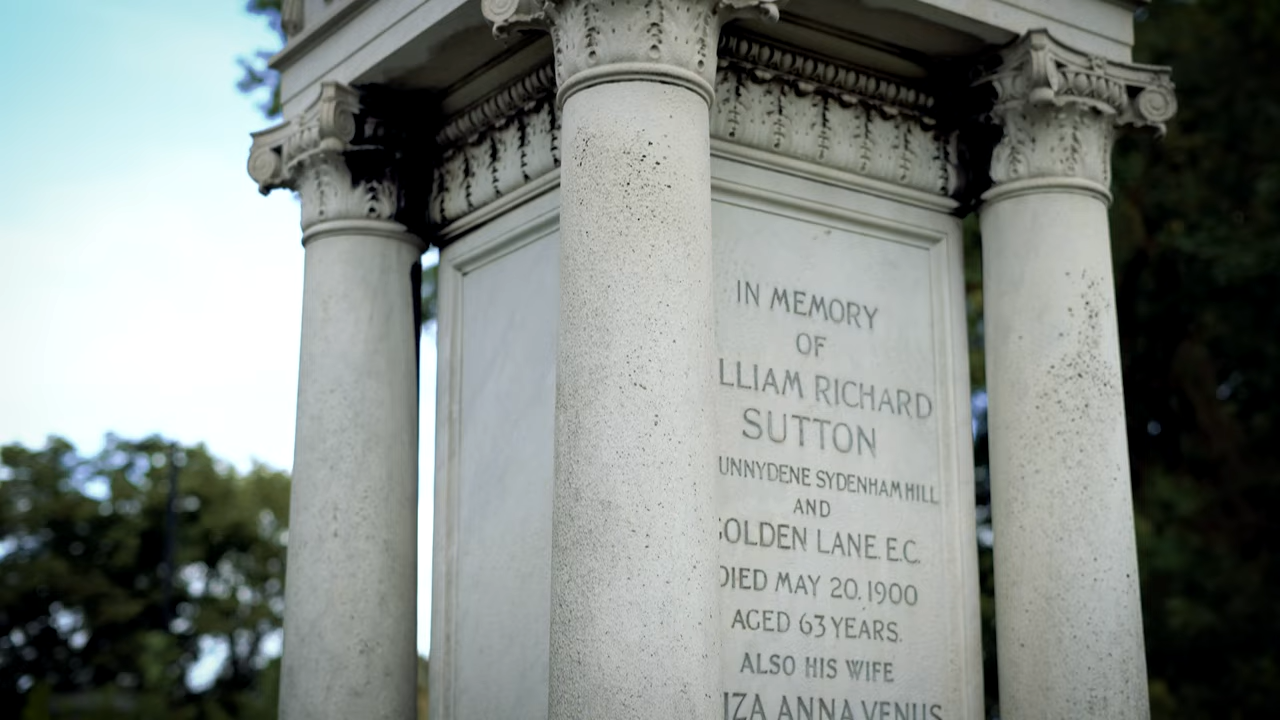 IN MEMORY
OF
LLIAM RICHARD
SUTTON
UNNYDENE SYDENHAM HILL
AND
GOLDEN LANE. E.C.
DIED MAY 20. 1900
AGED 63 YEARS.
ALSO HIS WIFE
IZA ANNA VENUS